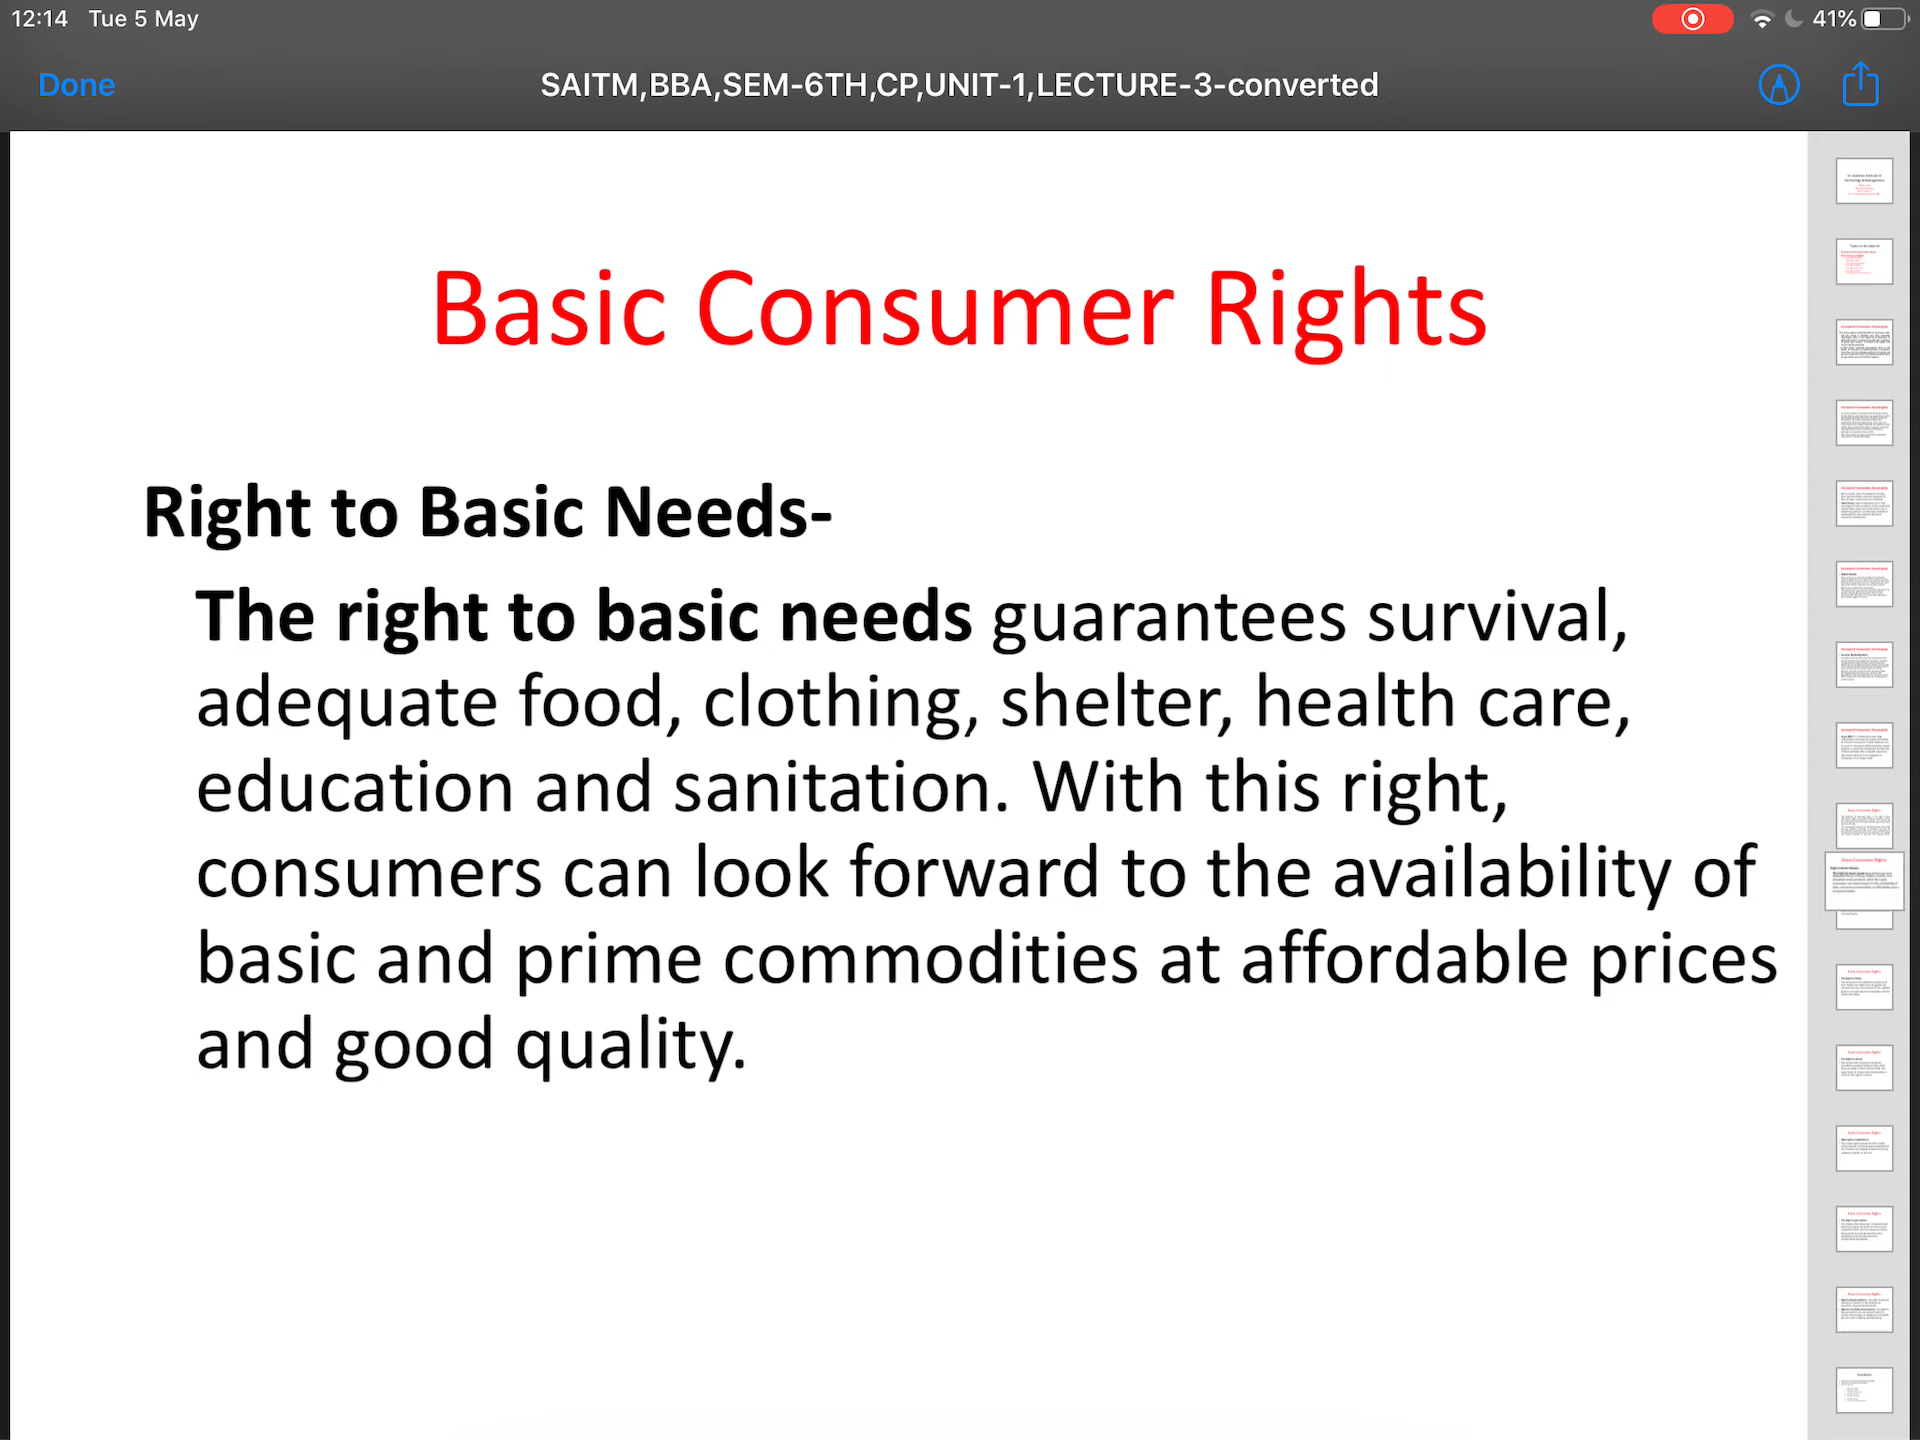 12:14 Tue 5 May
41%
Done
SAITM,BBA,SEM-6TH,CP,UNIT-1,LECTURE-3-converted
Basic Consumer Rights
Right to Basic Needs-
The right to basic needs guarantees survival,
adequate food, clothing, shelter, health care,
education and sanitation. With this right,
consumers can look forward to the availability of
basic and prime commodities at affordable prices
and good quality.